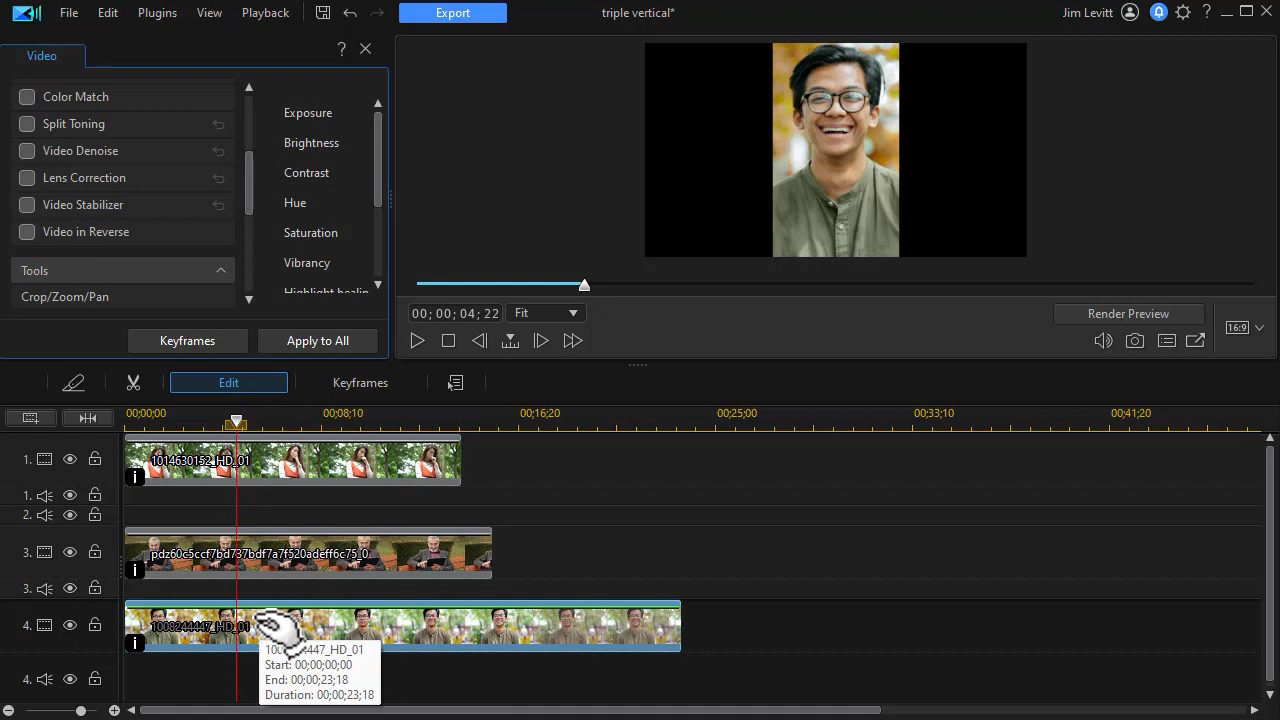 File Edit Plugins View Playback Export triple vertical* Jim Levitt
Video
Color Match
Split Toning
Video Denoise
Lens Correction
Video Stabilizer
Video in Reverse
Tools
Crop/Zoom/Pan
Exposure
Brightness
Contrast
Hue
Saturation
Vibrancy
Highlight healin
Keyframes Apply to All
00; 00; 04; 22 Fit Render Preview
16:9
Edit Keyframes
00;00;00 00;08;10 00;16;20 00;25;00 00;33;10 00;41;20
1. 1014630152_HD_01
1.
2.
3. pdz60c5ccf7bd737bdf7a7f520adeff6c75_0
3.
4. 1008244447_HD_01
4.
1008244447_HD_01
Start: 00;00;00;00
End: 00;00;23;18
Duration: 00;00;23;18